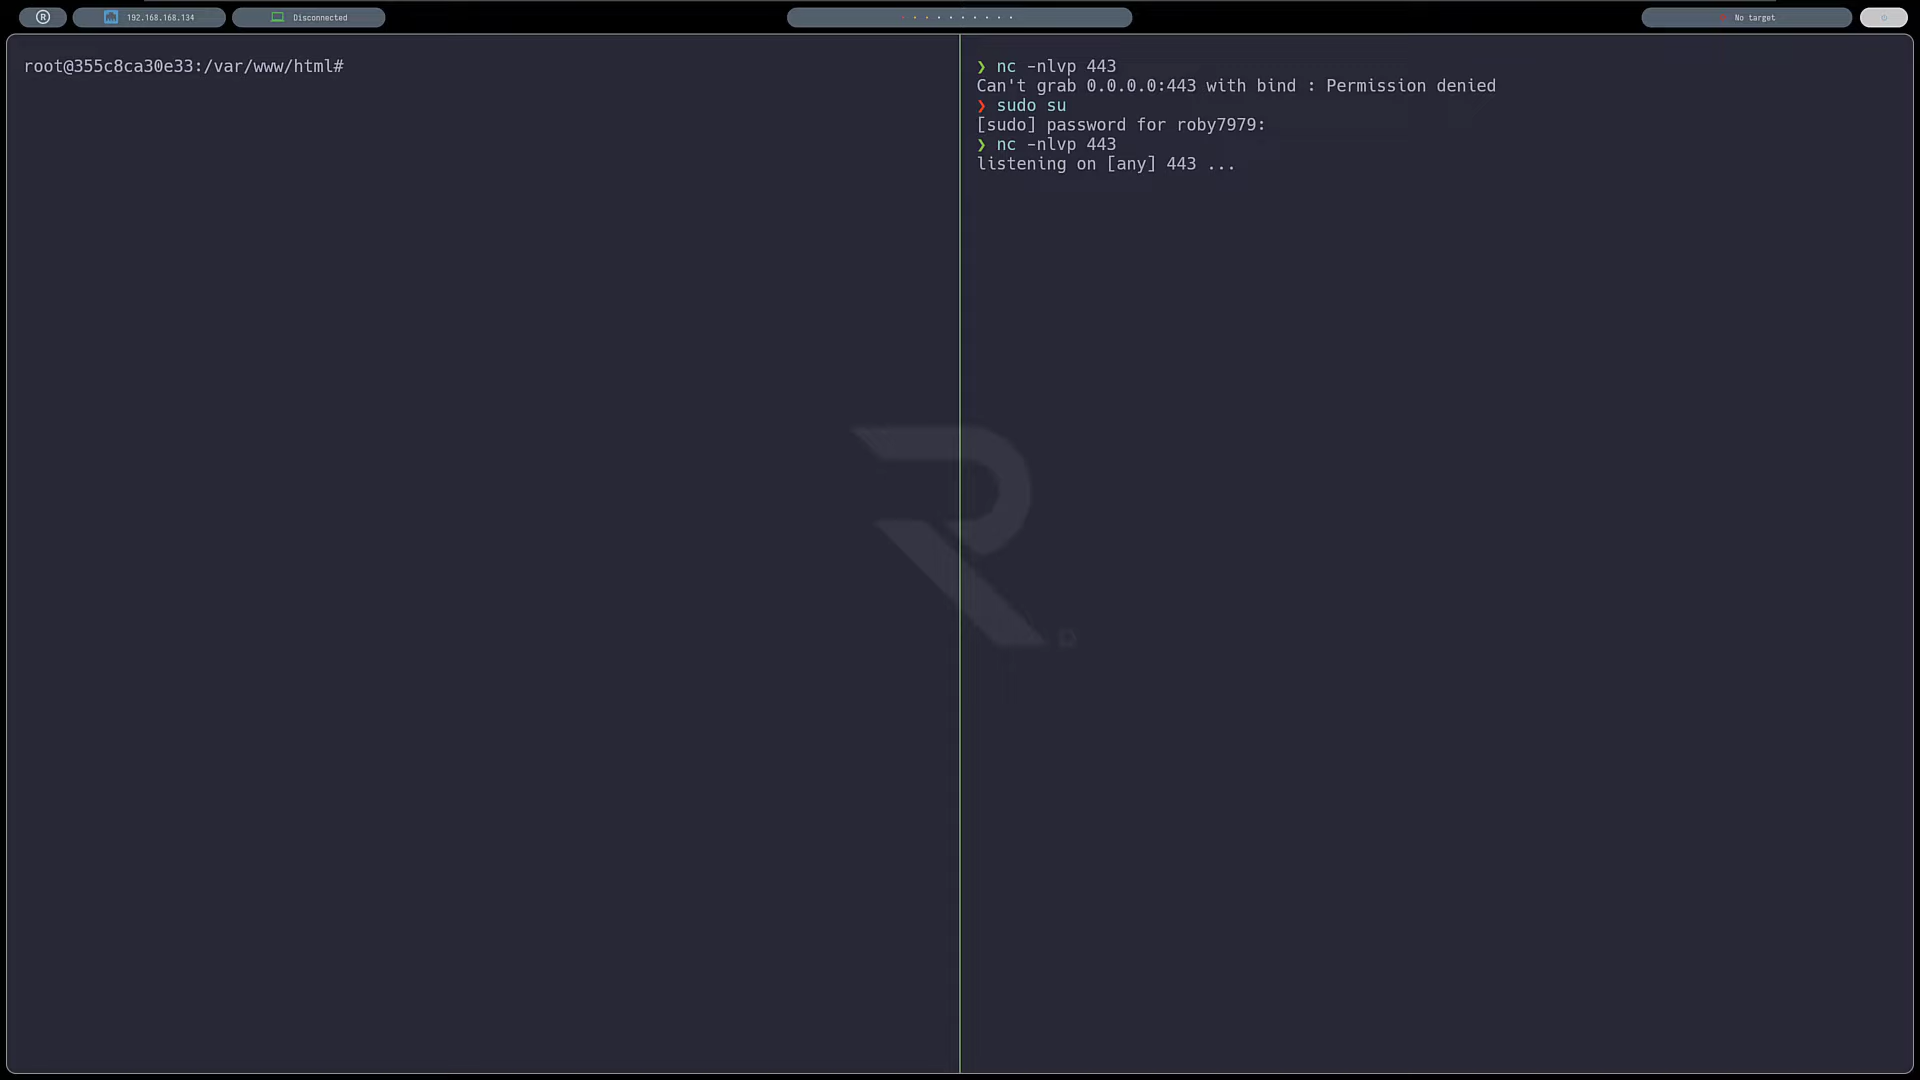 R 192.168.168.134 Disconnected No target
root@355c8ca30e33:/var/www/html#
❯ nc -nlvp 443
Can't grab 0.0.0.0:443 with bind : Permission denied
❯ sudo su
[sudo] password for roby7979:
❯ nc -nlvp 443
listening on [any] 443 ...